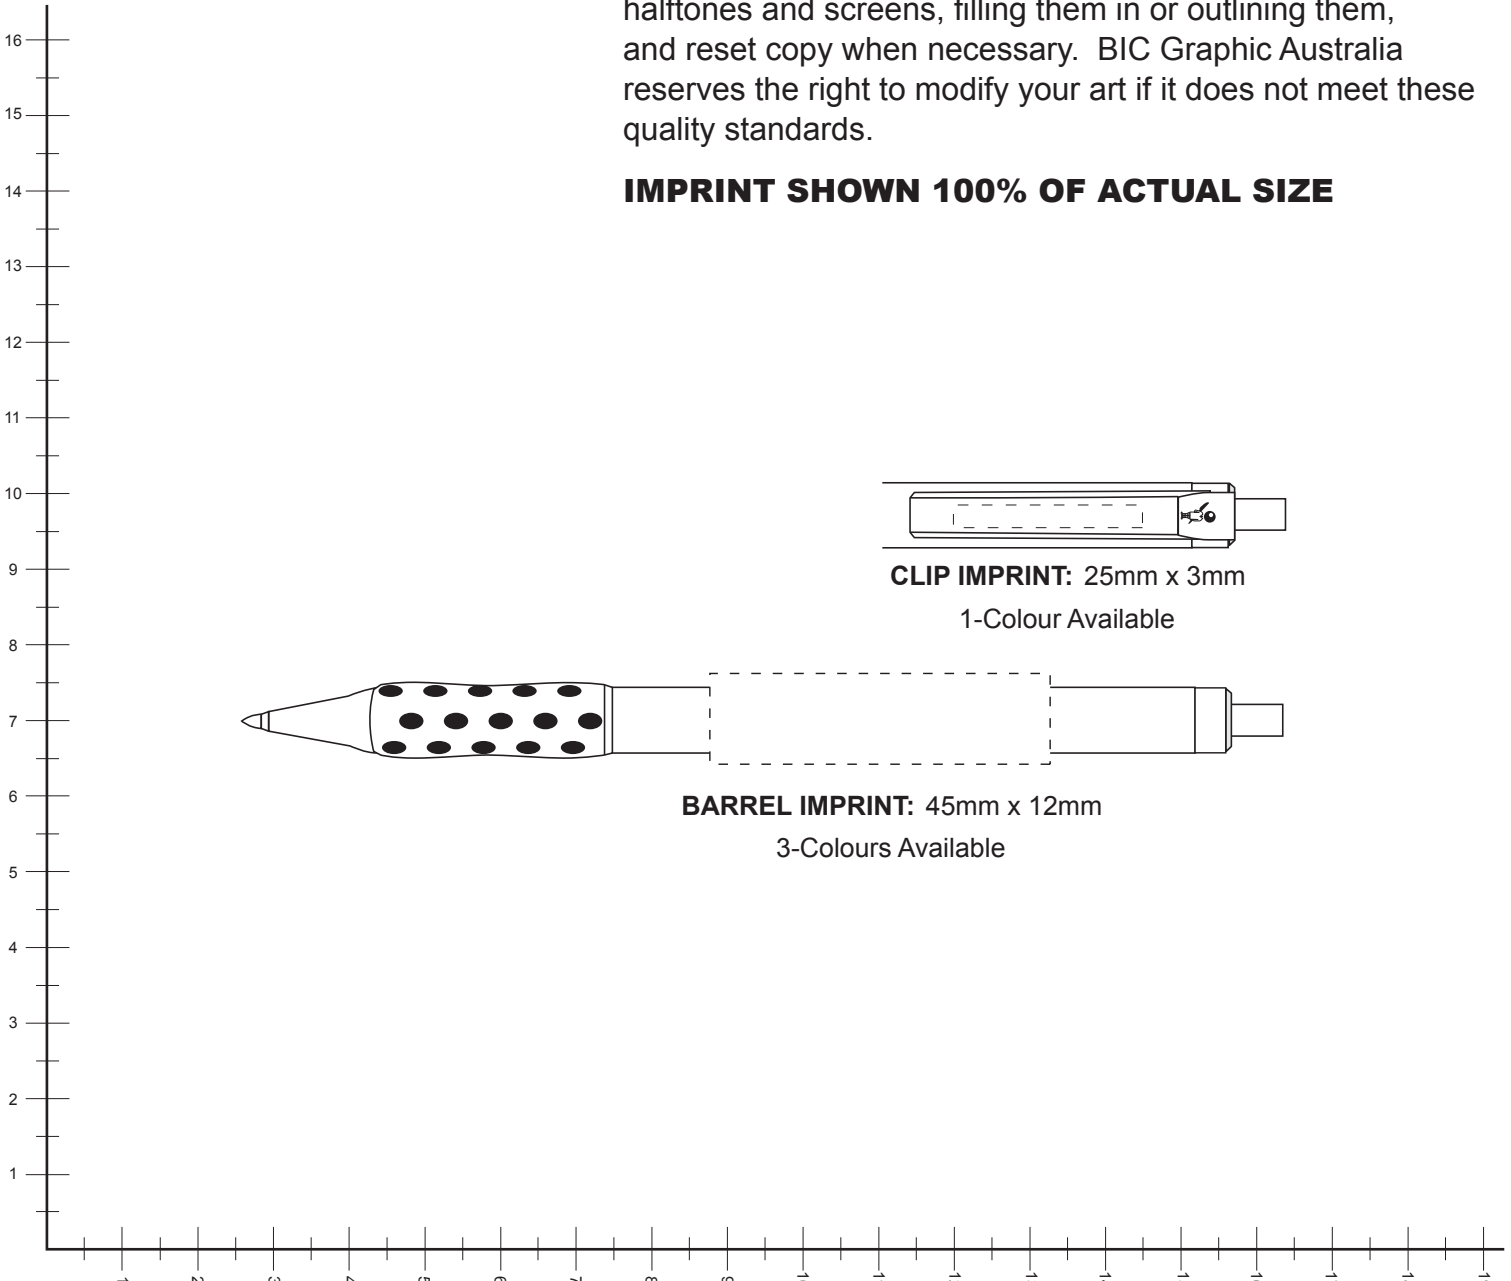 halftones and screens, filling them in or outlining them,
and reset copy when necessary.  BIC Graphic Australia
reserves the right to modify your art if it does not meet these
quality standards.
IMPRINT SHOWN 100% OF ACTUAL SIZE
16
15
14
13
12
11
10
9
8
7
6
5
4
3
2
1
CLIP IMPRINT: 25mm x 3mm
1-Colour Available
BARREL IMPRINT: 45mm x 12mm
3-Colours Available